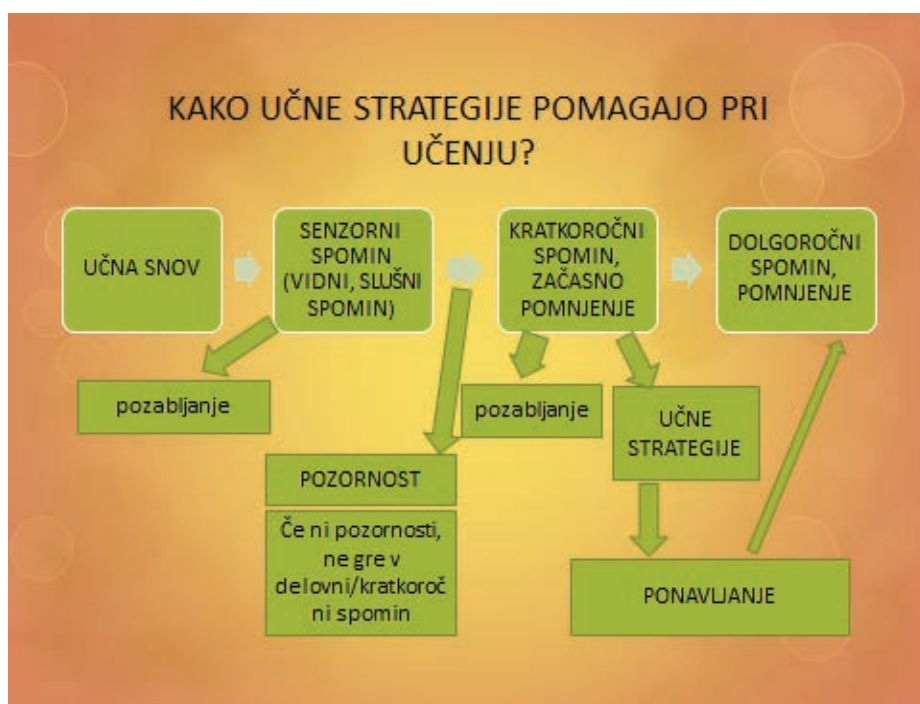 KAKO UČNE STRATEGIJE POMAGAJO PRI
UČENJU?
UČNA SNOV
SENZORNI
SPOMIN
(VIDNI, SLUŠNI
SPOMIN)
KRATKOROČNI
SPOMIN,
ZAČASNO
POMNJENJE
DOLGOROČNI
SPOMIN,
POMNJENJE
pozabljanje
pozabljanje
UČNE
STRATEGIJE
POZORNOST
Če ni pozornosti,
ne gre v
delovni/kratkoroč
ni spomin
PONAVLJANJE